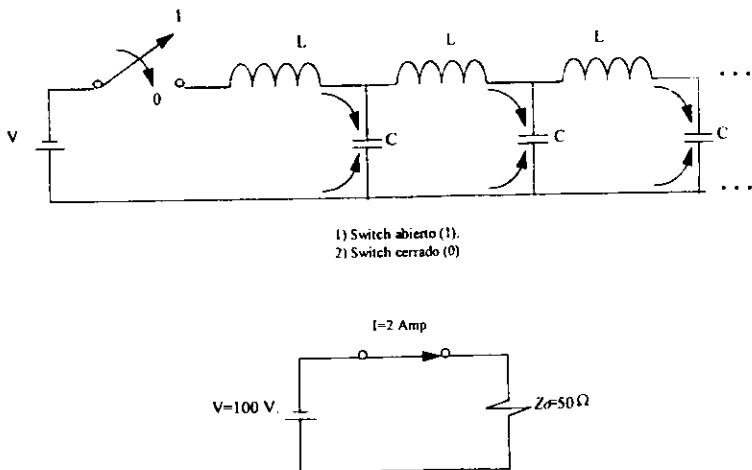 1
L
L
L
0
V
C
C
C
1) Switch abierto (1).
2) Switch cerrado (0)
I=2 Amp
V=100 V.
Zo=50 Ω